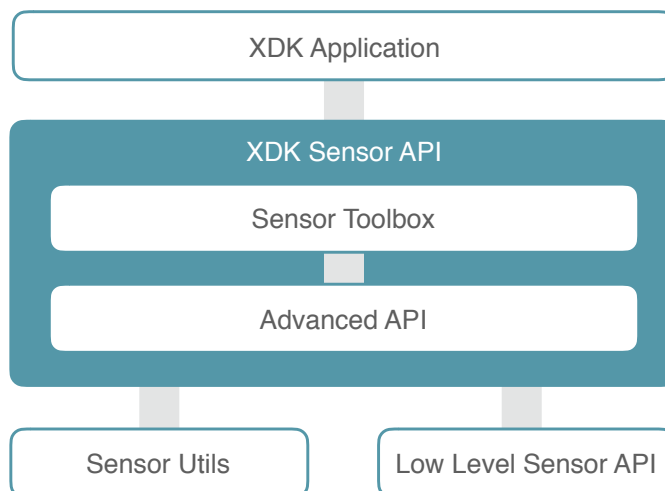 XDK Application
XDK Sensor API
Sensor Toolbox
Advanced API
Sensor Utils
Low Level Sensor API